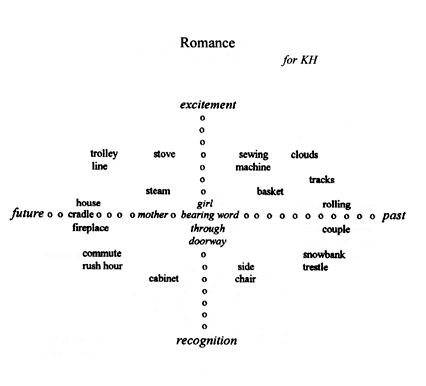 Romance
for KH
excitement
o
o
o
trolley stove o sewing clouds
line o machine
o tracks
steam o basket
house girl rolling
future o o cradle o o o o mother o bearing word o o o o o o o o o o o past
fireplace through couple
doorway
commute o snowbank
rush hour o side trestle
cabinet o chair
o
o
o
o
recognition